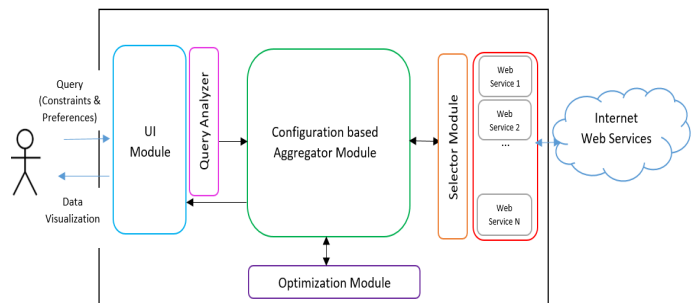 Query
(Constraints &
Preferences)
Data
Visualization
UI
Module
Query Analyzer
Configuration based
Aggregator Module
Optimization Module
Selector Module
Web
Service 1
Web
Service 2
...
Web
Service N
Internet
Web Services